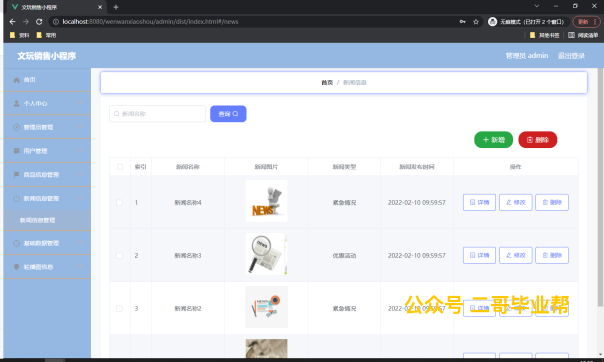 文玩销售小程序
localhost:8080/wenwanxiaoshou/admin/dist/index.html#/news
无痕模式（已打开 2 个窗口）
更新
资料
常用
其他书签
阅读清单
文玩销售小程序
管理员 admin
退出登录
首页
个人中心
管理员管理
用户管理
商品信息管理
新闻信息管理
新闻信息管理
基础数据管理
轮播图信息
首页 / 新闻信息
新闻名称
查询
+ 新增
删除
索引 新闻名称 新闻图片 新闻类型 新闻发布时间 操作
1 新闻名称4 NEWS 紧急情况 2022-02-10 09:59:57 详情 修改 删除
2 新闻名称3 优惠活动 2022-02-10 09:59:57 详情 修改 删除
3 新闻名称2 紧急情况 2022-02-10 09:59:57 详情 修改 删除
公众号 二哥毕业帮